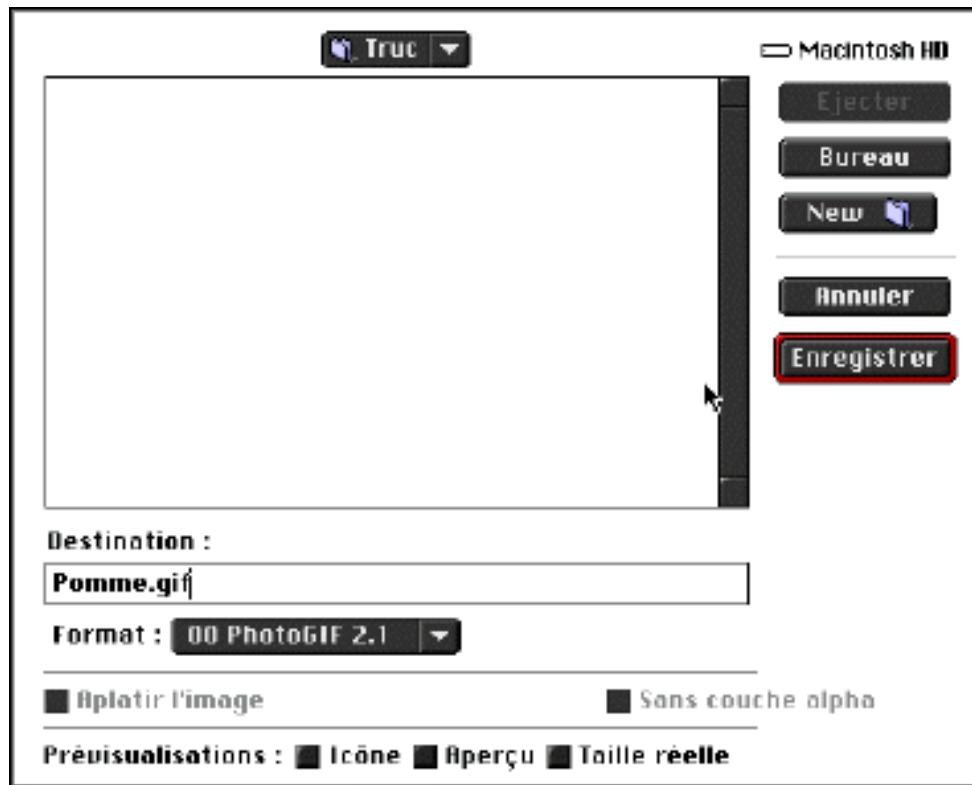 Truc
Macintosh HD
Ejecter
Bureau
New
Annuler
Enregistrer
Destination :
Pomme.gif
Format : 00 PhotoGIF 2.1
Aplatir l'image Sans couche alpha
Prévisualisations : Icône Aperçu Taille réelle